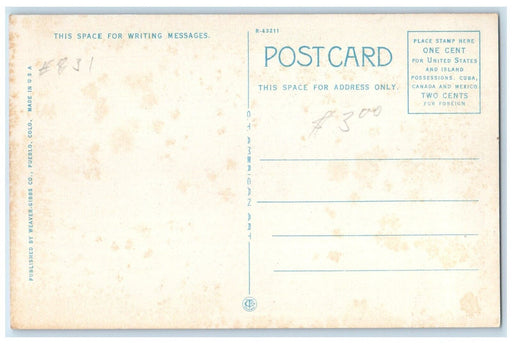 THIS SPACE FOR WRITING MESSAGES.
#831
PUBLISHED BY WEAVER-GIBBS CO., PUEBLO, COLO. MADE IN U.S.A
R-43211
POSTCARD
THIS SPACE FOR ADDRESS ONLY.
$300
PLACE STAMP HERE
ONE CENT
FOR UNITED STATES
AND ISLAND
POSSESSIONS, CUBA,
CANADA AND MEXICO
TWO CENTS
FOR FOREIGN